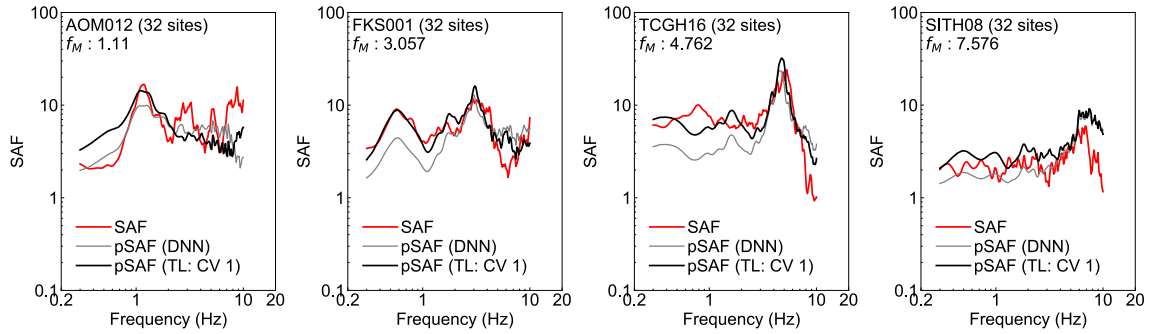 AOM012 (32 sites)
f_M : 1.11
100
10
1
0.1
SAF
SAF
pSAF (DNN)
pSAF (TL: CV 1)
0.2
1
10
20
Frequency (Hz)
FKS001 (32 sites)
f_M : 3.057
100
10
1
0.1
SAF
SAF
pSAF (DNN)
pSAF (TL: CV 1)
0.2
1
10
20
Frequency (Hz)
TCGH16 (32 sites)
f_M : 4.762
100
10
1
0.1
SAF
SAF
pSAF (DNN)
pSAF (TL: CV 1)
0.2
1
10
20
Frequency (Hz)
SITH08 (32 sites)
f_M : 7.576
100
10
1
0.1
SAF
SAF
pSAF (DNN)
pSAF (TL: CV 1)
0.2
1
10
20
Frequency (Hz)